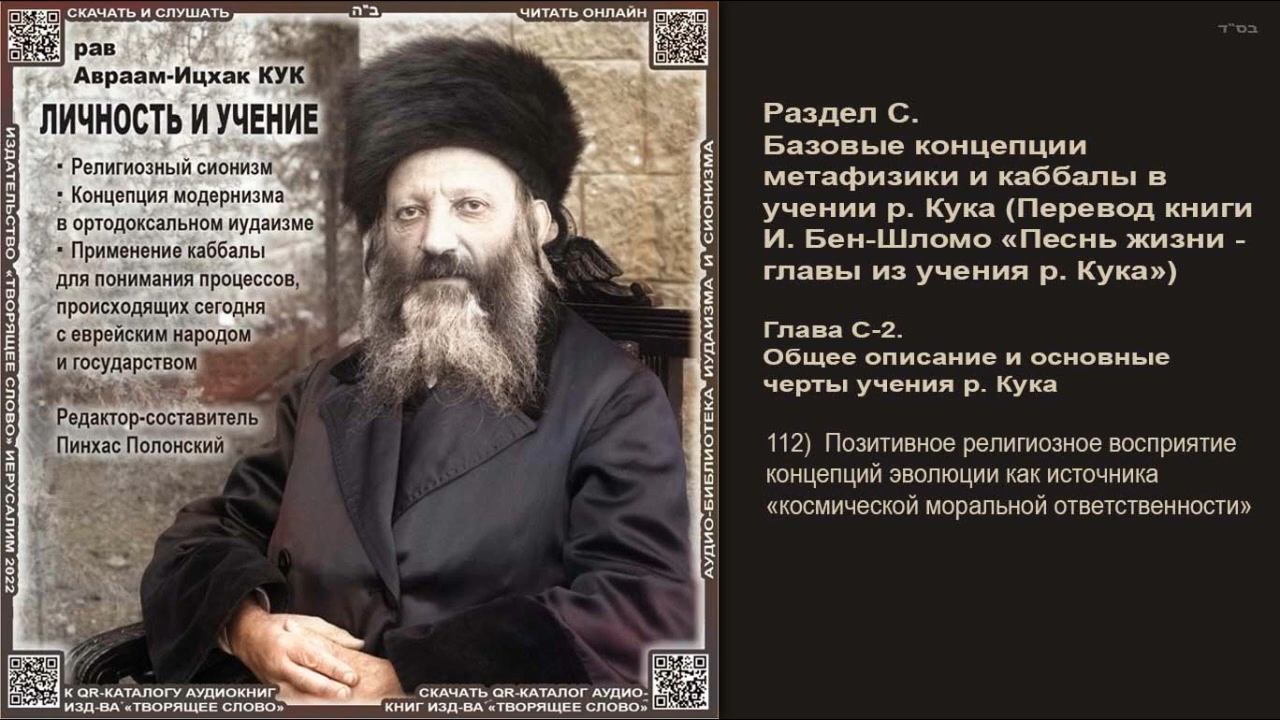 СКАЧАТЬ И СЛУШАТЬ
ב"ה
ЧИТАТЬ ОНЛАЙН
рав
Авраам-Ицхак КУК
ЛИЧНОСТЬ И УЧЕНИЕ
· Религиозный сионизм
· Концепция модернизма
в ортодоксальном иудаизме
· Применение каббалы
для понимания процессов,
происходящих сегодня
с еврейским народом
и государством
Редактор-составитель
Пинхас Полонский
ИЗДАТЕЛЬСТВО «ТВОРЯЩЕЕ СЛОВО» ИЕРУСАЛИМ 2022
АУДИО-БИБЛИОТЕКА ИУДАИЗМА И СИОНИЗМА
К QR-КАТАЛОГУ АУДИОКНИГ
ИЗД-ВА «ТВОРЯЩЕЕ СЛОВО»
СКАЧАТЬ QR-КАТАЛОГ АУДИО-
КНИГ ИЗД-ВА «ТВОРЯЩЕЕ СЛОВО»
בס"ד
Раздел С.
Базовые концепции
метафизики и каббалы в
учении р. Кука (Перевод книги
И. Бен-Шломо «Песнь жизни -
главы из учения р. Кука»)
Глава С-2.
Общее описание и основные
черты учения р. Кука
112) Позитивное религиозное восприятие
концепций эволюции как источника
«космической моральной ответственности»